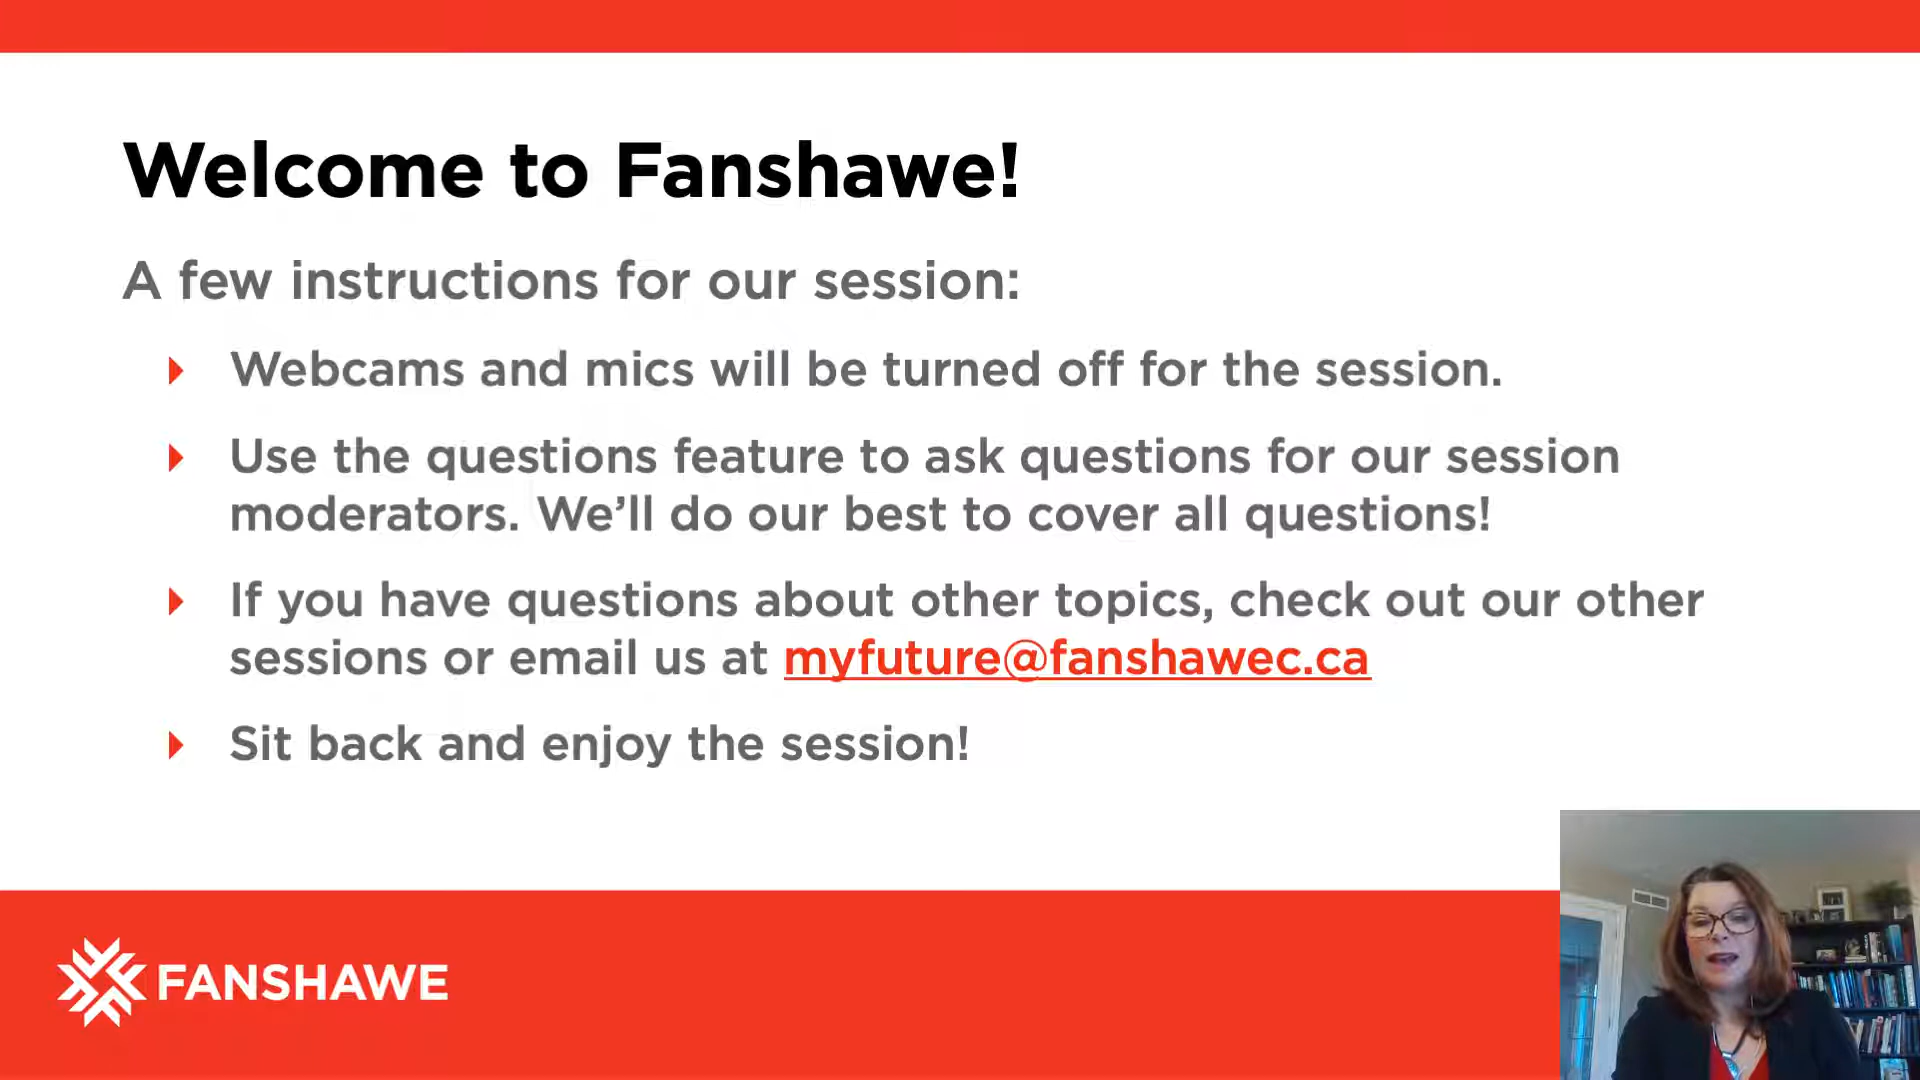 Welcome to Fanshawe!
A few instructions for our session:
Webcams and mics will be turned off for the session.
Use the questions feature to ask questions for our session
moderators. We’ll do our best to cover all questions!
If you have questions about other topics, check out our other
sessions or email us at myfuture@fanshawec.ca
Sit back and enjoy the session!
FANSHAWE